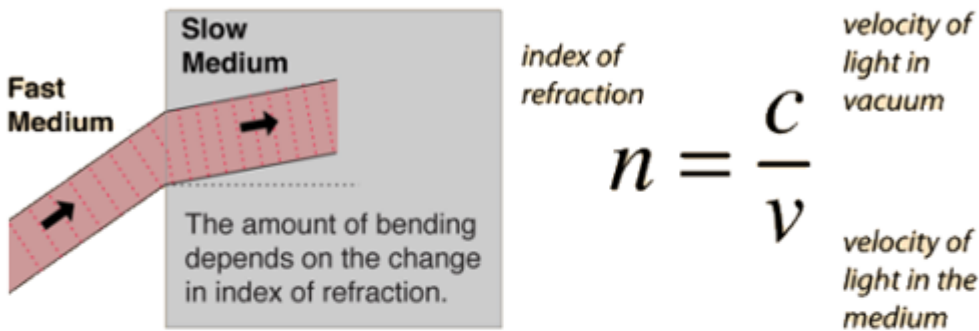 Fast
Medium
Slow
Medium
The amount of bending
depends on the change
in index of refraction.
index of
refraction
n = c/v
velocity of
light in
vacuum
velocity of
light in the
medium